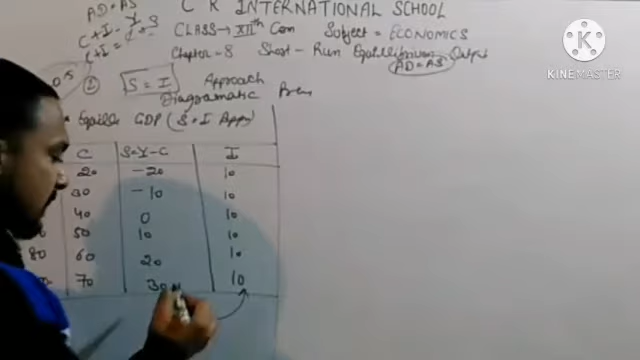 AD = AS
C K INTERNATIONAL SCHOOL
C+I = Y = S
CLASS → XIIth Com Subject = ECONOMICS
C+I =
Chapter = 8 Short - Run Equilibrium Output
AD = AS
① S = I Approach
Diagramatic
GDP (S = I App)
C S=Y-C I
20 -20 10
30 -10 10
40 0 10
50 10 10
80 60 20 10
70 30 10
KINEMASTER